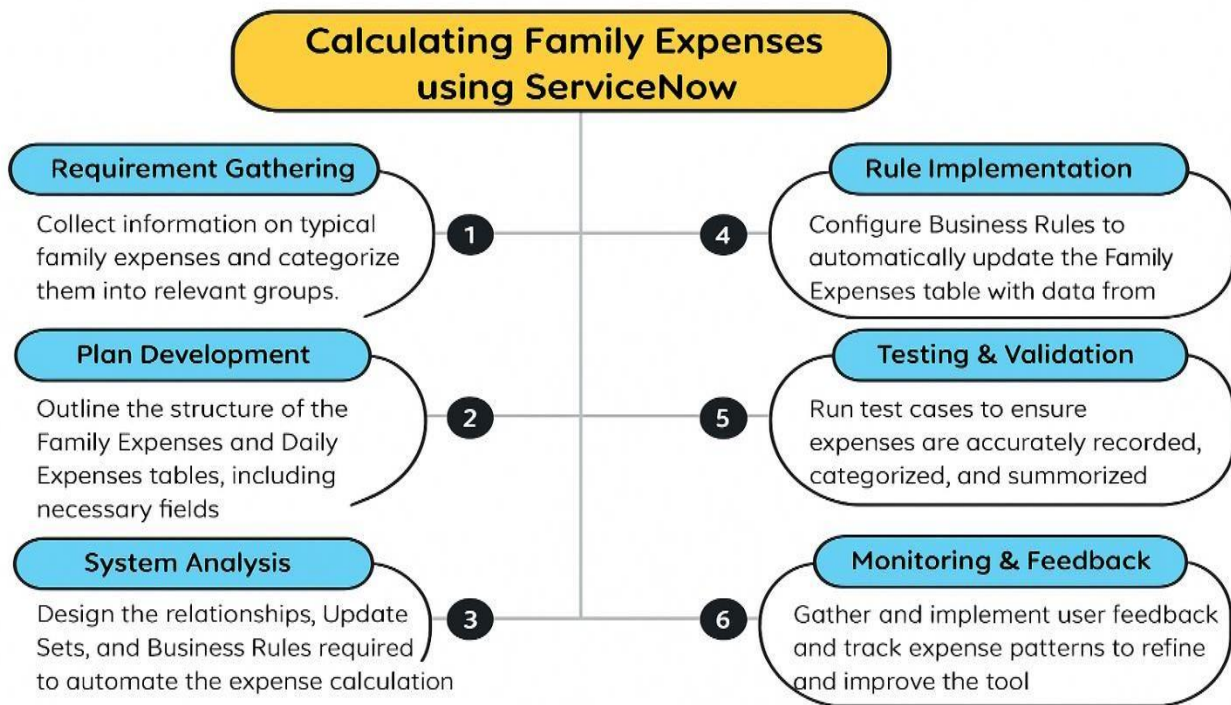 Calculating Family Expenses
using ServiceNow
Requirement Gathering
Collect information on typical
family expenses and categorize
them into relevant groups.
1
Plan Development
Outline the structure of the
Family Expenses and Daily
Expenses tables, including
necessary fields
2
System Analysis
Design the relationships, Update
Sets, and Business Rules required
to automate the expense calculation
3
Rule Implementation
Configure Business Rules to
automatically update the Family
Expenses table with data from
4
Testing & Validation
Run test cases to ensure
expenses are accurately recorded,
categorized, and summorized
5
Monitoring & Feedback
Gather and implement user feedback
and track expense patterns to refine
and improve the tool
6